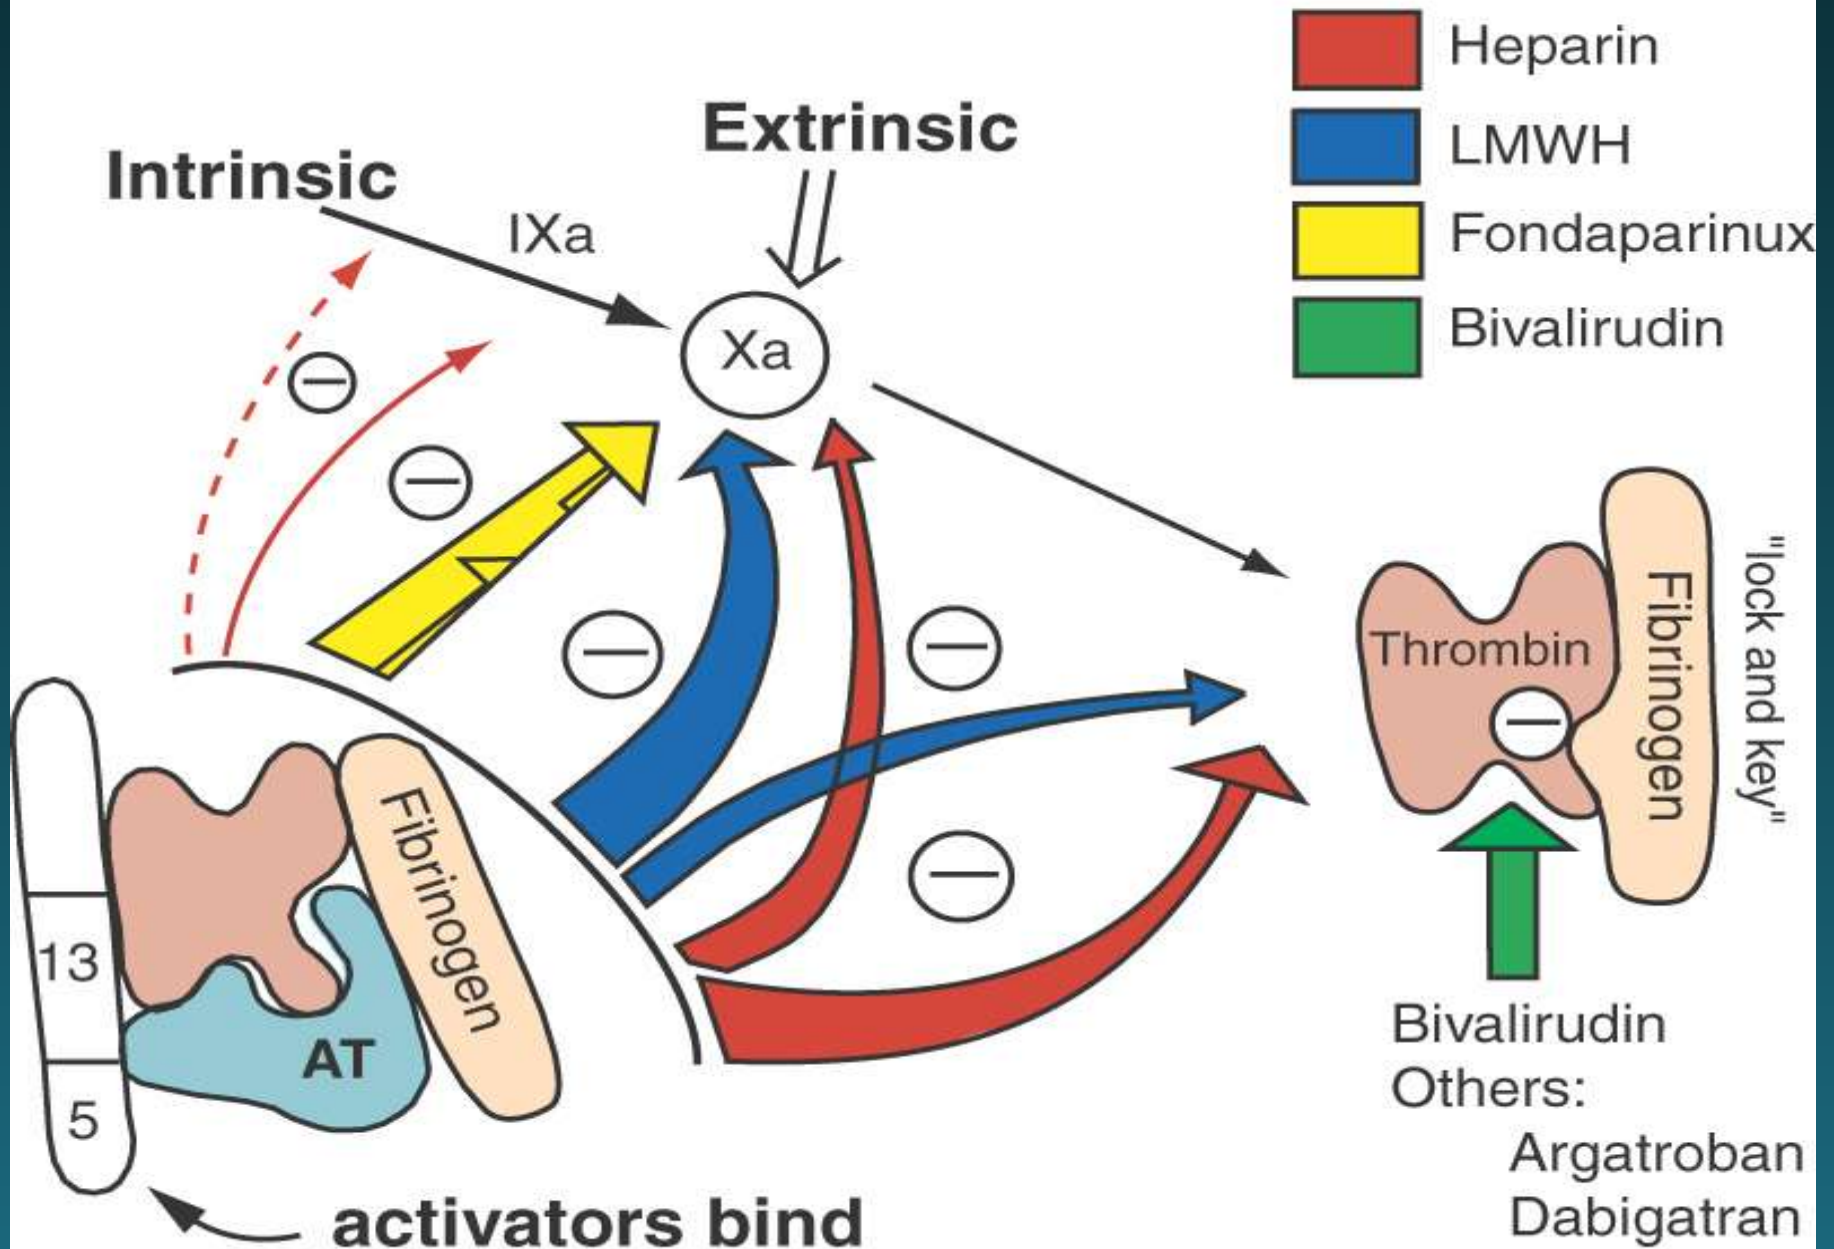 Heparin
LMWH
Fondaparinux
Bivalirudin
Extrinsic
Intrinsic
IXa
Xa
Thrombin
Fibrinogen
"lock and key"
Fibrinogen
13
AT
5
activators bind
Bivalirudin
Others:
Argatroban
Dabigatran